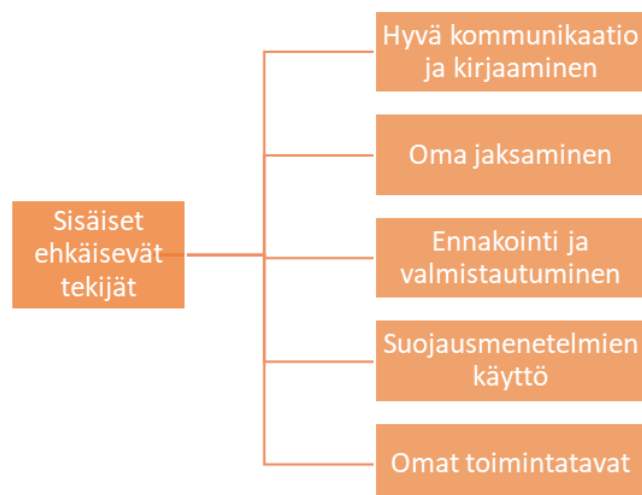 Sisäiset
ehkäisevät
tekijät
Hyvä kommunikaatio
ja kirjaaminen
Oma jaksaminen
Ennakointi ja
valmistautuminen
Suojausmenetelmien
käyttö
Omat toimintatavat